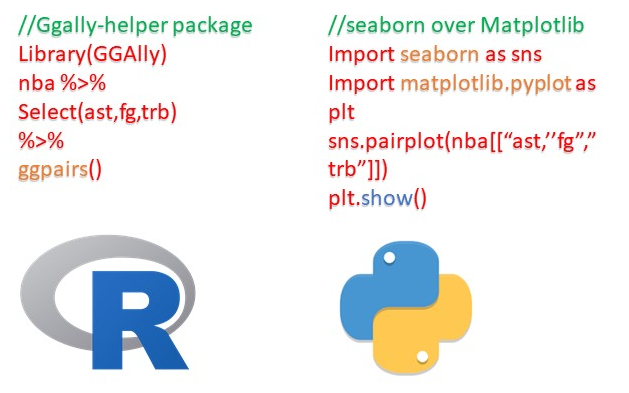 //Ggally-helper package
Library(GGAlly)
nba %>%
Select(ast,fg,trb)
%>%
ggpairs()
//seaborn over Matplotlib
Import seaborn as sns
Import matplotlib.pyplot as
plt
sns.pairplot(nba[[“ast,’’fg”,”
trb”]])
plt.show()
R